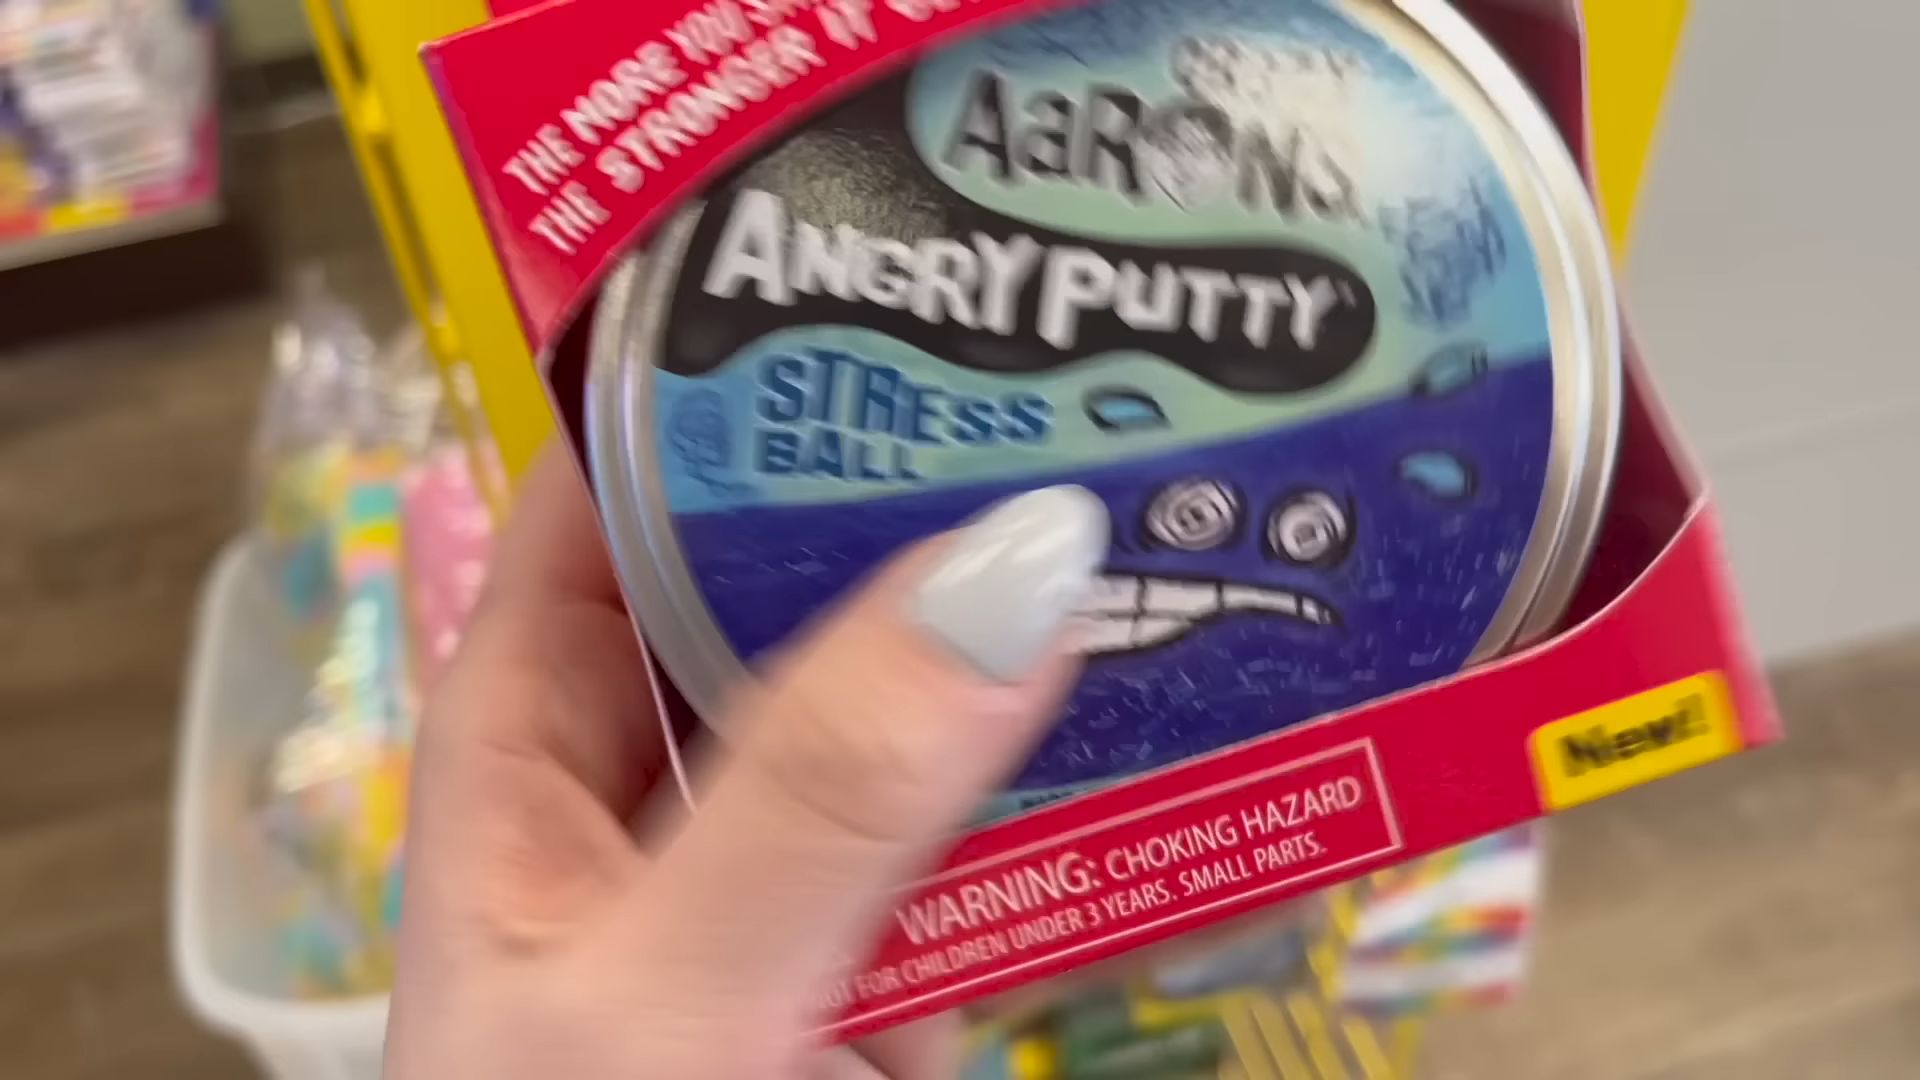 THE MORE YOU
THE STRONGER IT
AARON'S
ANGRY PUTTY
STRESS
BALL
New!
WARNING: CHOKING HAZARD
NOT FOR CHILDREN UNDER 3 YEARS. SMALL PARTS.